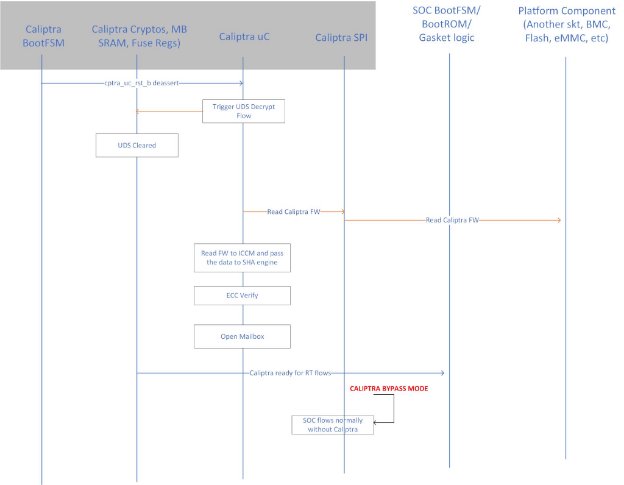 Caliptra
BootFSM
Caliptra Cryptos, MB
SRAM, Fuse Regs)
Caliptra uC
Caliptra SPI
SOC BootFSM/
BootROM/
Gasket logic
Platform Component
(Another skt, BMC,
Flash, eMMC, etc)
cptra_uc_rst_b deassert
Trigger UDS Decrypt
Flow
UDS Cleared
Read Caliptra FW
Read Caliptra FW
Read FW to ICCM and pass
the data to SHA engine
ECC Verify
Open Mailbox
Caliptra ready for RT flows
CALIPTRA BYPASS MODE
SOC flows normally
without Caliptra